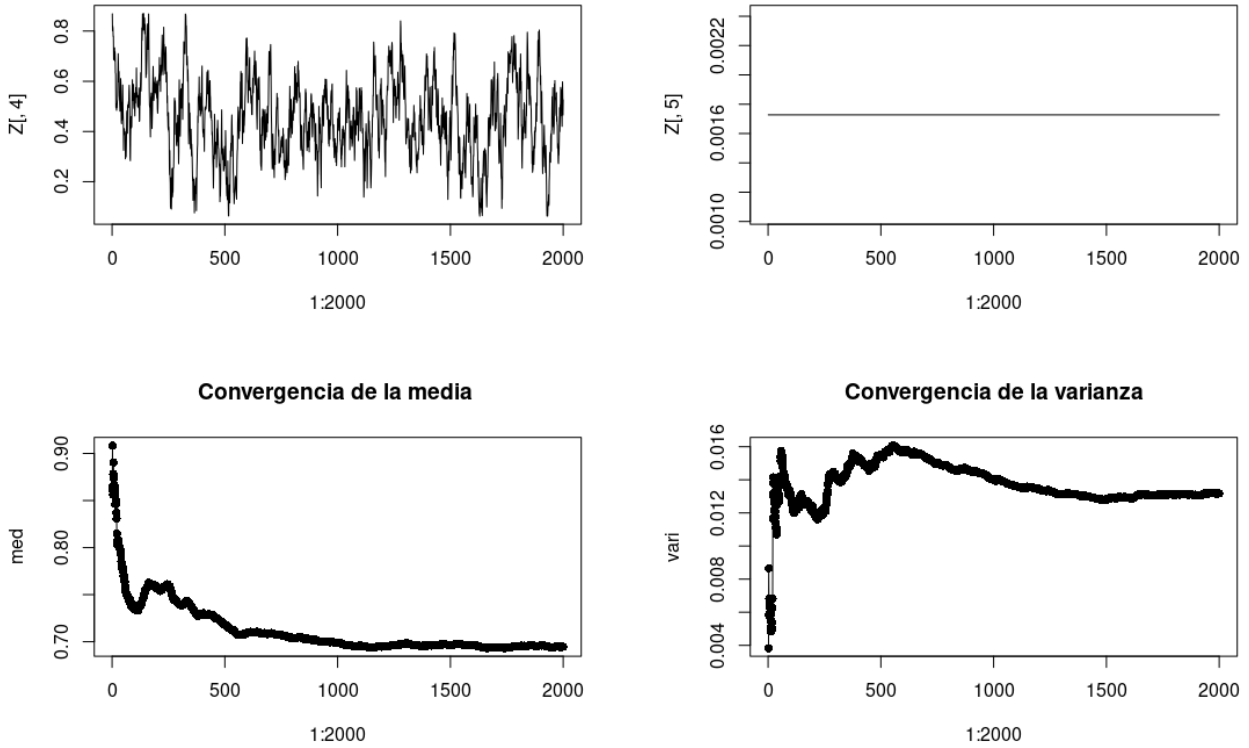 Z[, 4]
0.2 0.4 0.6 0.8
0 500 1000 1500 2000
1:2000
Z[, 5]
0.0010 0.0016 0.0022
0 500 1000 1500 2000
1:2000
Convergencia de la media
med
0.70 0.80 0.90
0 500 1000 1500 2000
1:2000
Convergencia de la varianza
vari
0.004 0.008 0.012 0.016
0 500 1000 1500 2000
1:2000